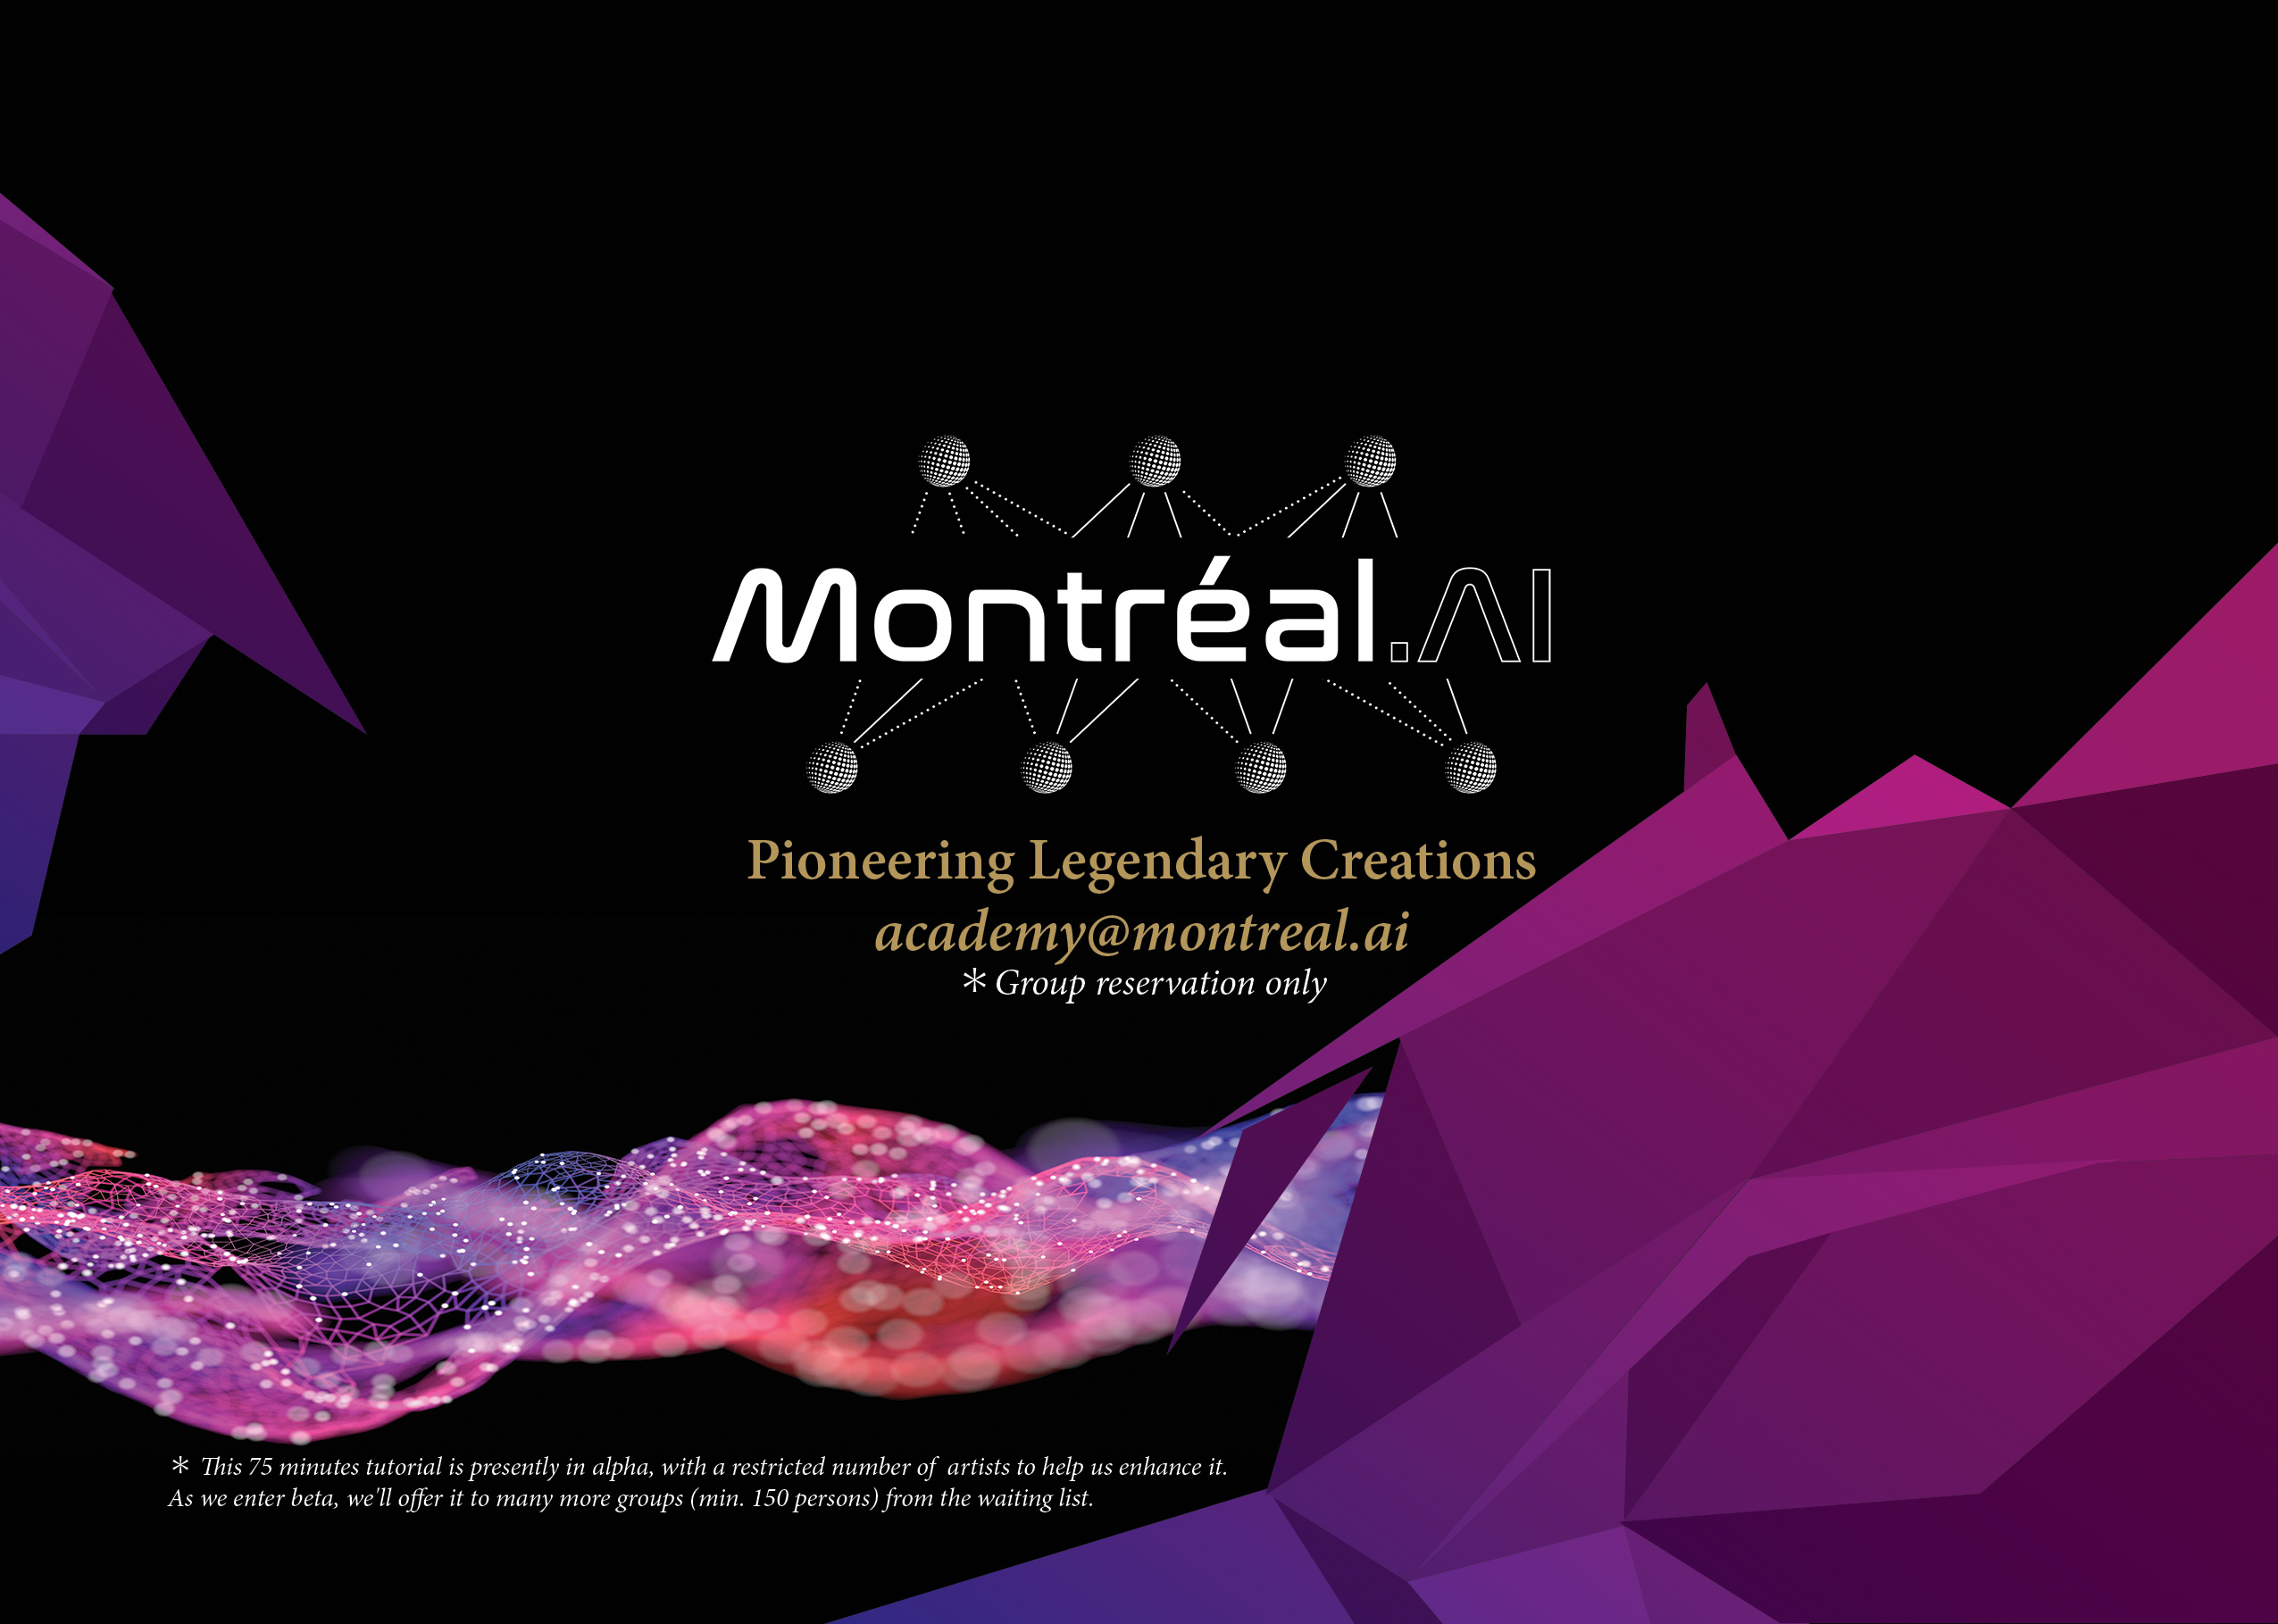 Montréal.AI
Pioneering Legendary Creations
academy@montreal.ai
* Group reservation only
* This 75 minutes tutorial is presently in alpha, with a restricted number of artists to help us enhance it.
As we enter beta, we'll offer it to many more groups (min. 150 persons) from the waiting list.